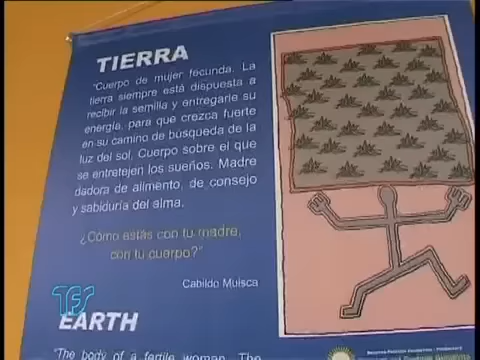 TIERRA
"Cuerpo de mujer fecunda. La
tierra siempre está dispuesta a
recibir la semilla y entregarle su
energía, para que crezca fuerte
en su camino de búsqueda de la
luz del sol, Cuerpo sobre el que
se entretejen los sueños. Madre
dadora de alimento, de consejo
y sabiduría del alma.
¿Cómo estás con tu madre,
con tu cuerpo?"
Cabildo Muisca
EARTH
"The body of a fertile woman. The